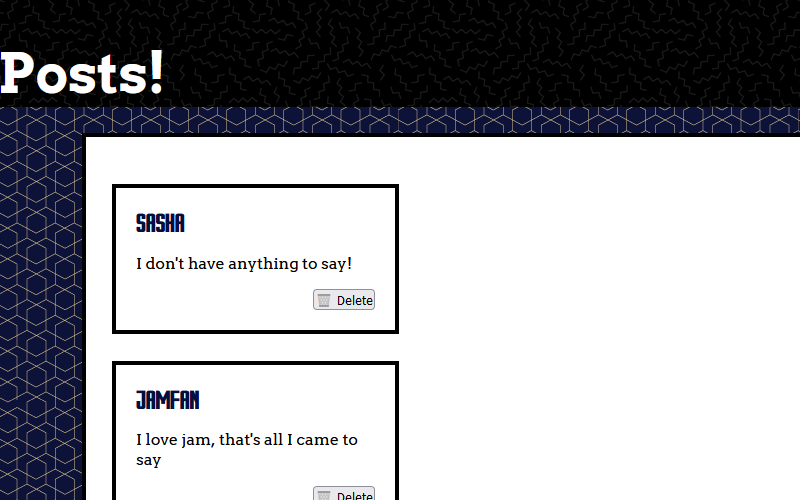 Posts!
SASHA
I don't have anything to say!
Delete
JAMFAN
I love jam, that's all I came to
say
Delete